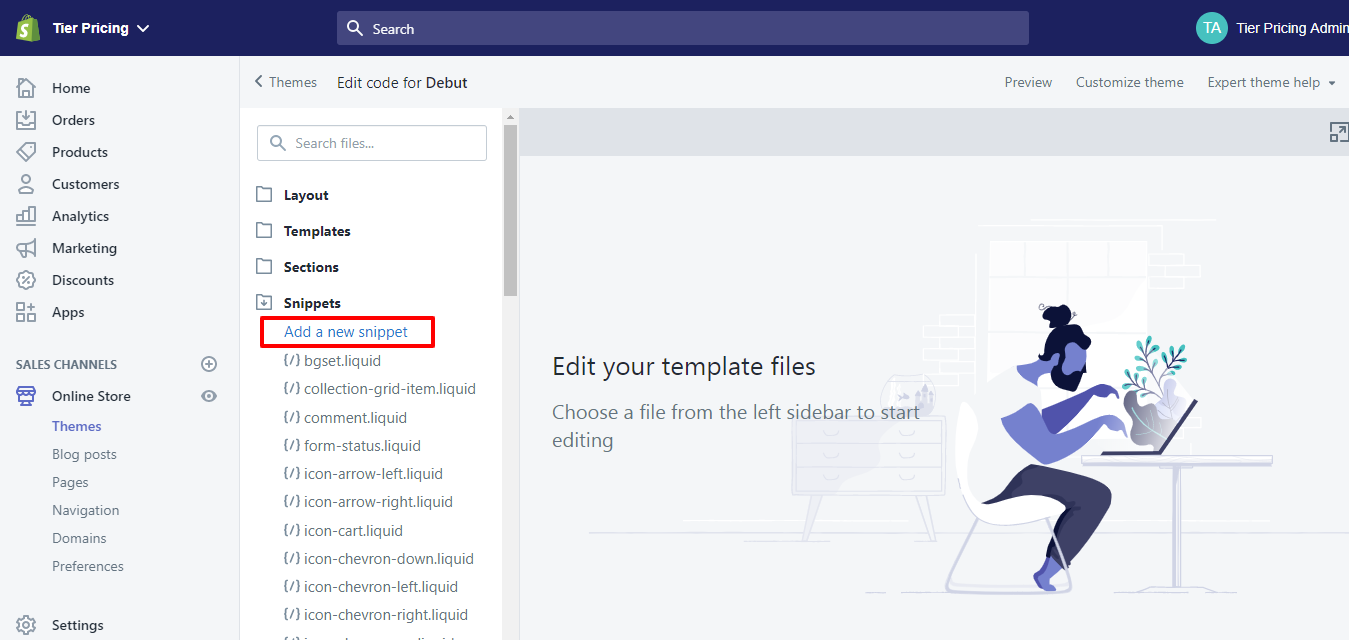 Tier Pricing
Search
TA
Tier Pricing Admin
Home
Orders
Products
Customers
Analytics
Marketing
Discounts
Apps
SALES CHANNELS
Online Store
Themes
Blog posts
Pages
Navigation
Domains
Preferences
Settings
Themes
Edit code for Debut
Preview
Customize theme
Expert theme help
Search files...
Layout
Templates
Sections
Snippets
Add a new snippet
{/} bgset.liquid
{/} collection-grid-item.liquid
{/} comment.liquid
{/} form-status.liquid
{/} icon-arrow-left.liquid
{/} icon-arrow-right.liquid
{/} icon-cart.liquid
{/} icon-chevron-down.liquid
{/} icon-chevron-left.liquid
{/} icon-chevron-right.liquid
Edit your template files
Choose a file from the left sidebar to start
editing